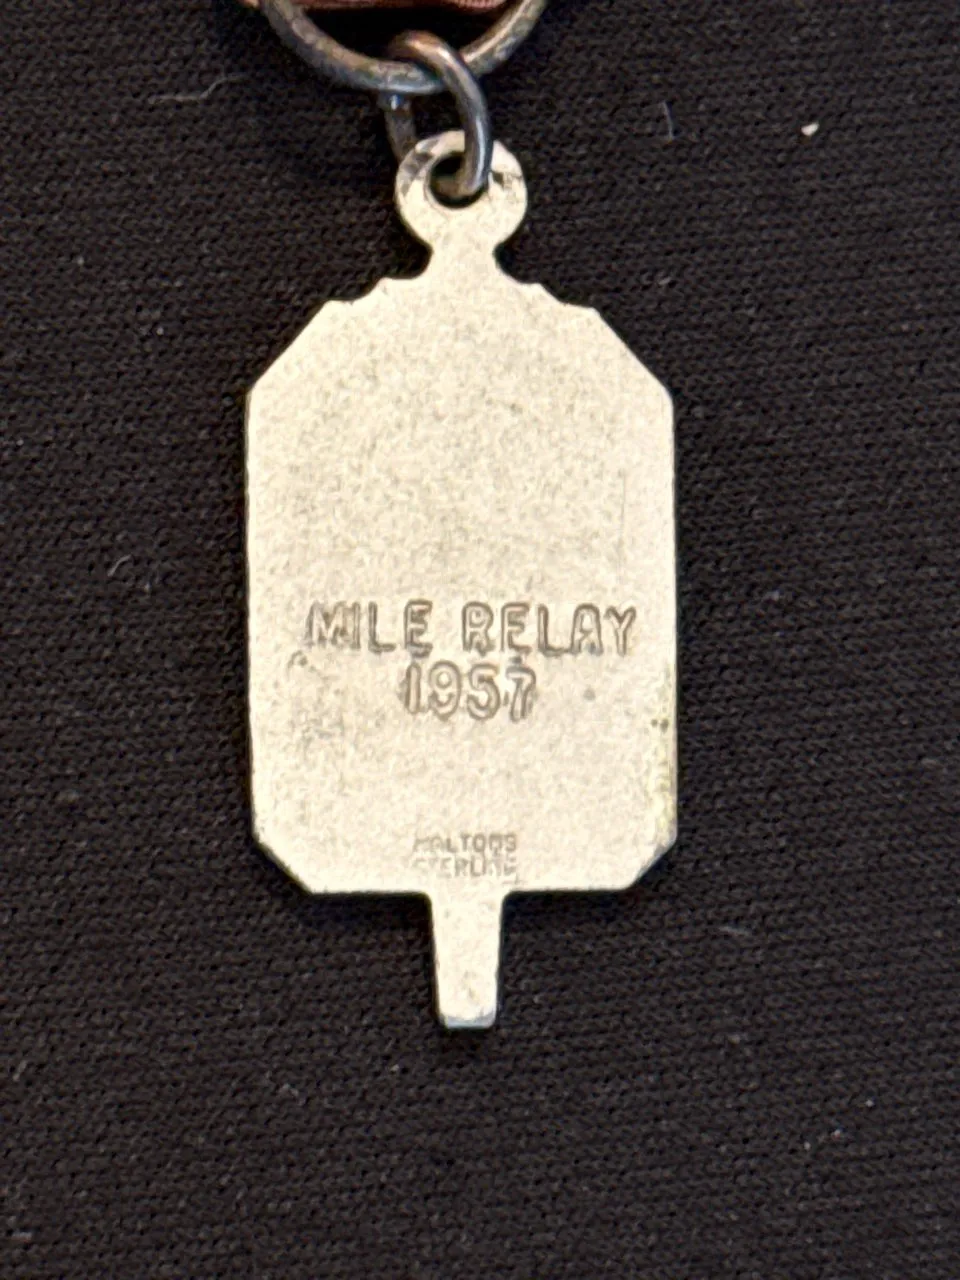 MILE RELAY
1957
STERLING